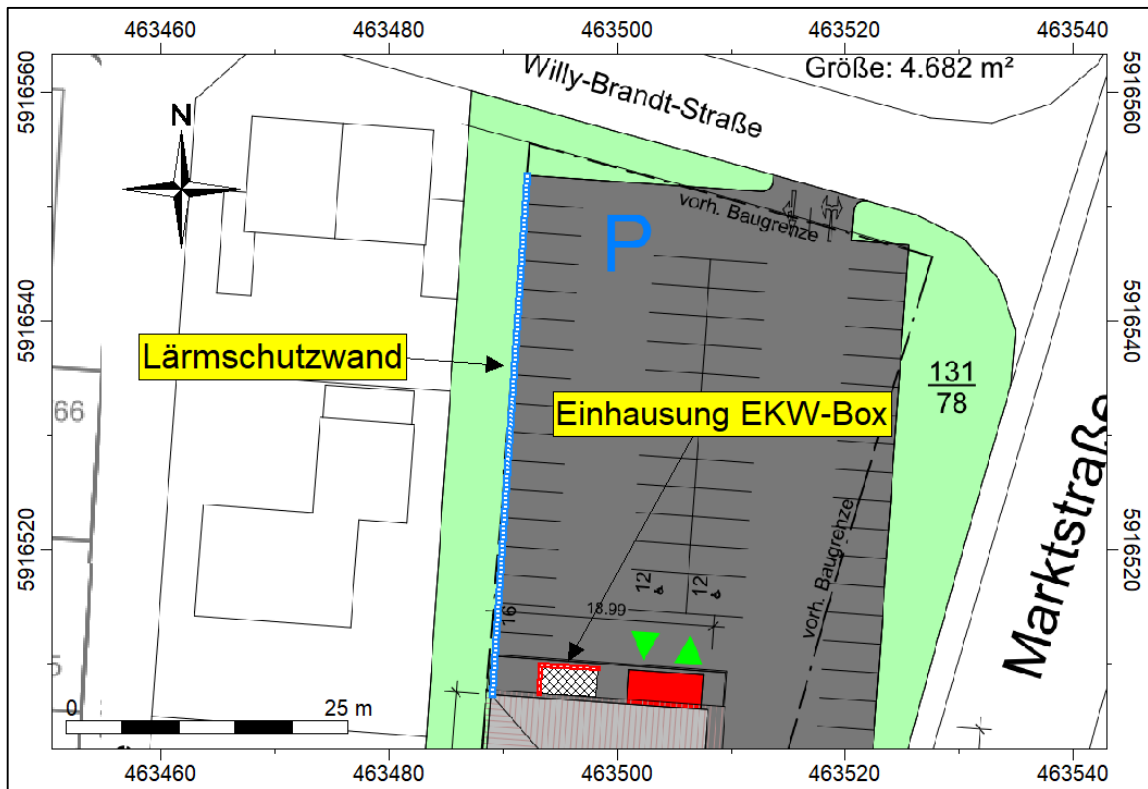 463460 463480 463500 463520 463540
5916560
5916560
Willy-Brandt-Straße
Größe: 4.682 m²
N
vorh. Baugrenze
P
5916540
5916540
Lärmschutzwand
131
78
66
Einhausung EKW-Box
Marktstraße
5916520
5916520
vorh. Baugrenze
12
12
16
18.99
5
0 25 m
463460 463480 463500 463520 463540